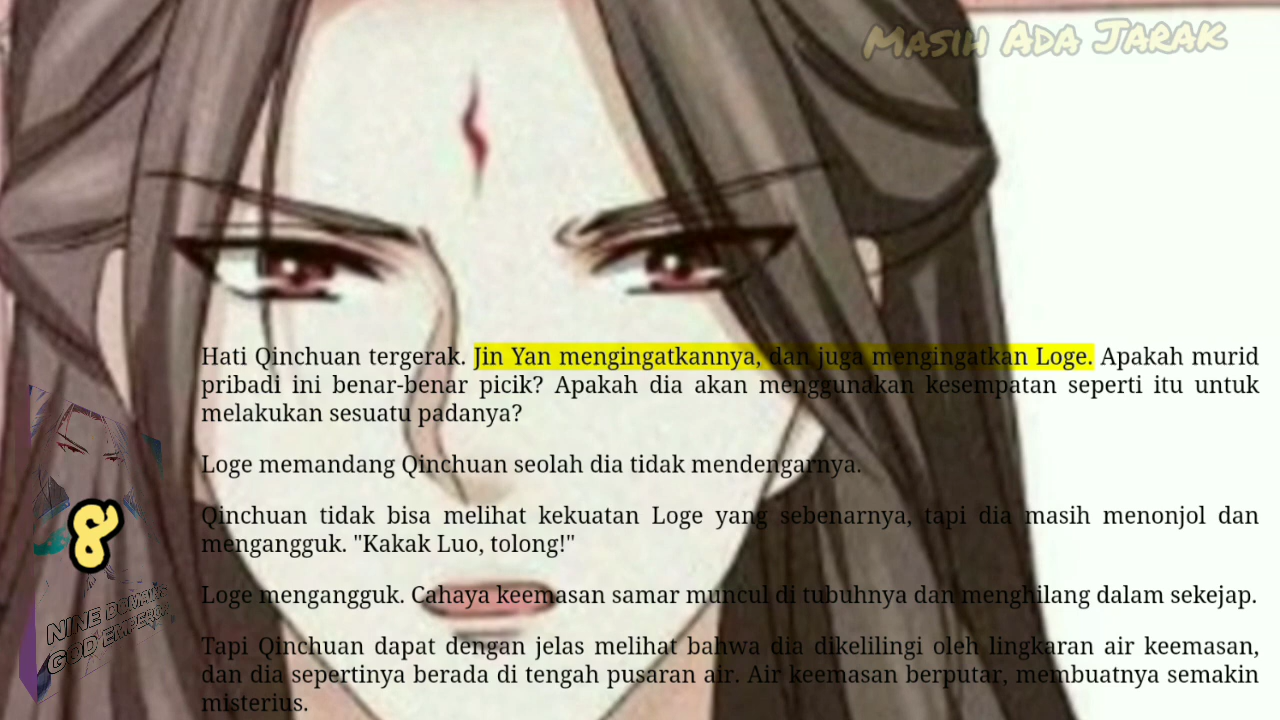 Masih Ada Jarak
Hati Qinchuan tergerak. Jin Yan mengingatkannya, dan juga mengingatkan Loge. Apakah murid
pribadi ini benar-benar picik? Apakah dia akan menggunakan kesempatan seperti itu untuk
melakukan sesuatu padanya?
Loge memandang Qinchuan seolah dia tidak mendengarnya.
Qinchuan tidak bisa melihat kekuatan Loge yang sebenarnya, tapi dia masih menonjol dan
mengangguk. "Kakak Luo, tolong!"
Loge mengangguk. Cahaya keemasan samar muncul di tubuhnya dan menghilang dalam sekejap.
Tapi Qinchuan dapat dengan jelas melihat bahwa dia dikelilingi oleh lingkaran air keemasan,
dan dia sepertinya berada di tengah pusaran air. Air keemasan berputar, membuatnya semakin
misterius.
8
NINE DOMAINS
GOD EMPEROR